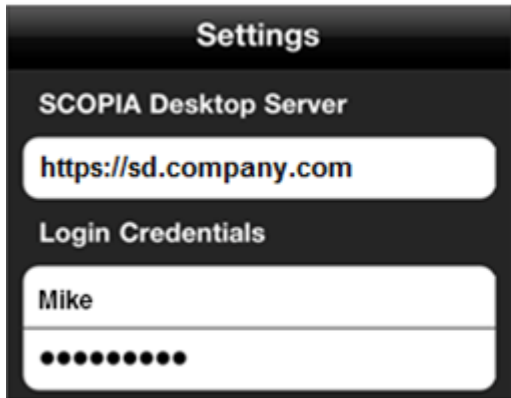 Settings
SCOPIA Desktop Server
https://sd.company.com
Login Credentials
Mike
●●●●●●●●●